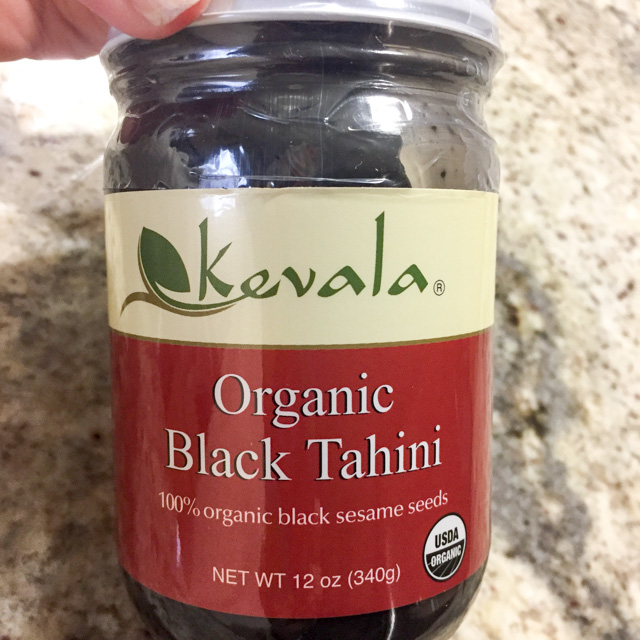 Kevala®
Organic
Black Tahini
100% organic black sesame seeds
USDA
ORGANIC
NET WT 12 oz (340g)